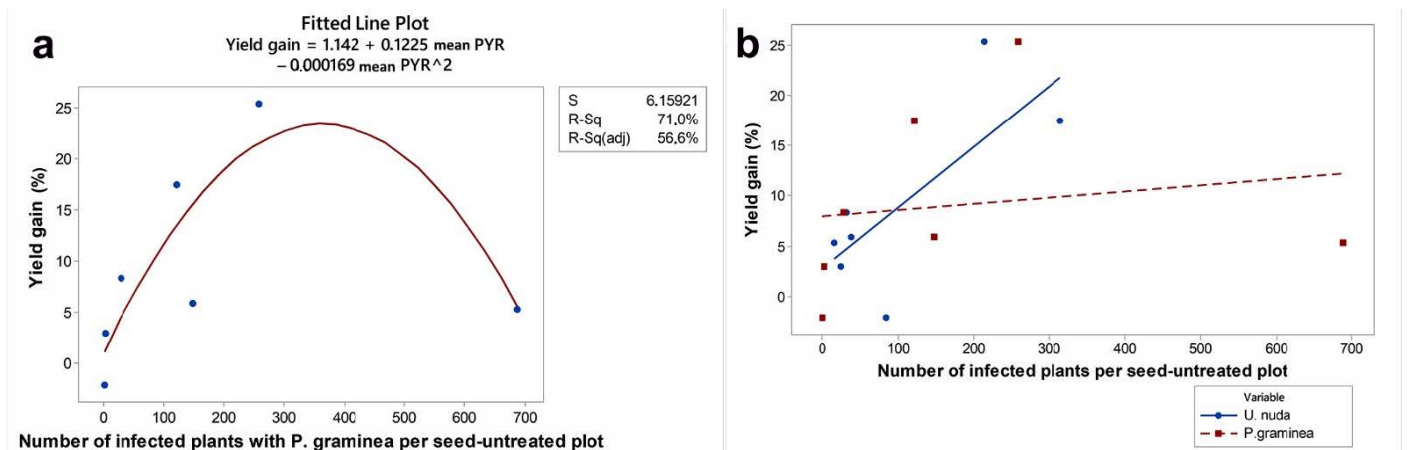 a
Fitted Line Plot
Yield gain = 1.142 + 0.1225 mean PYR
− 0.000169 mean PYR^2
S 6.15921
R-Sq 71.0%
R-Sq(adj) 56.6%
Yield gain (%)
25
20
15
10
5
0
0 100 200 300 400 500 600 700
Number of infected plants with P. graminea per seed-untreated plot
b
Yield gain (%)
25
20
15
10
5
0
0 100 200 300 400 500 600 700
Number of infected plants per seed-untreated plot
Variable
U. nuda
P.graminea